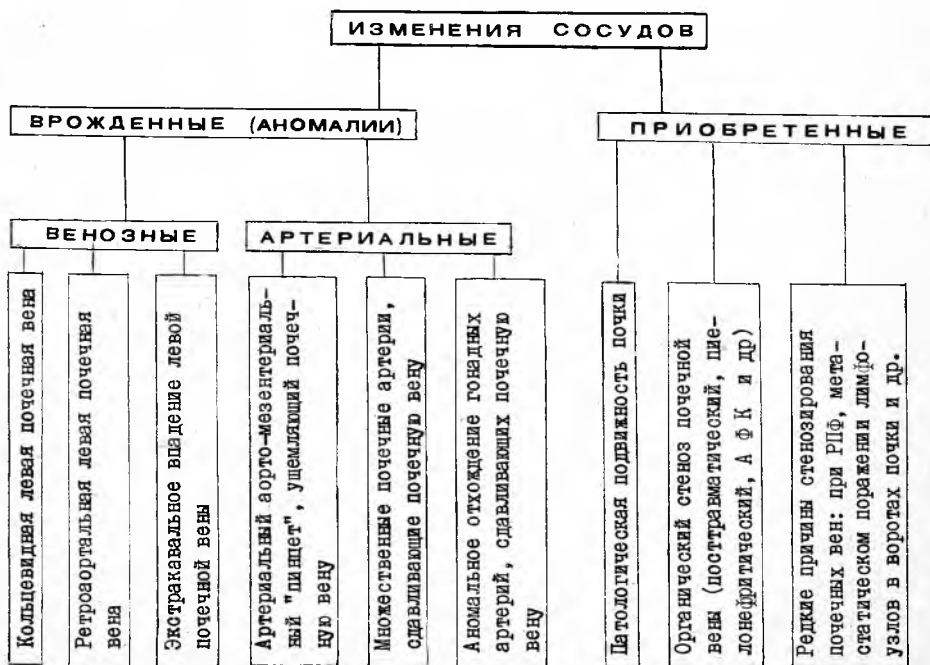 ИЗМЕНЕНИЯ СОСУДОВ
ВРОЖДЕННЫЕ (АНОМАЛИИ)
ПРИОБРЕТЕННЫЕ
ВЕНОЗНЫЕ
АРТЕРИАЛЬНЫЕ
Кольцевидная левая почечная вена
Ретроаортальная левая почечная
вена
Экстракавальное впадение левой
почечной вены
Артериальный аорто-мезентериаль-
ный "пинцет", ущемляющий почеч-
ную вену
Множественные почечные артерии,
сдавливающие почечную вену
Аномальное отхождение гонадных
артерий, сдавливающих почечную
вену
Патологическая подвижность почки
Органический стеноз почечной
вены (посттравматический, пие-
лонефритический, А Ф К и др)
Редкие причины стенозирования
почечных вен: при РПФ, мета-
статическом поражении лимфо-
узлов в воротах почки и др.